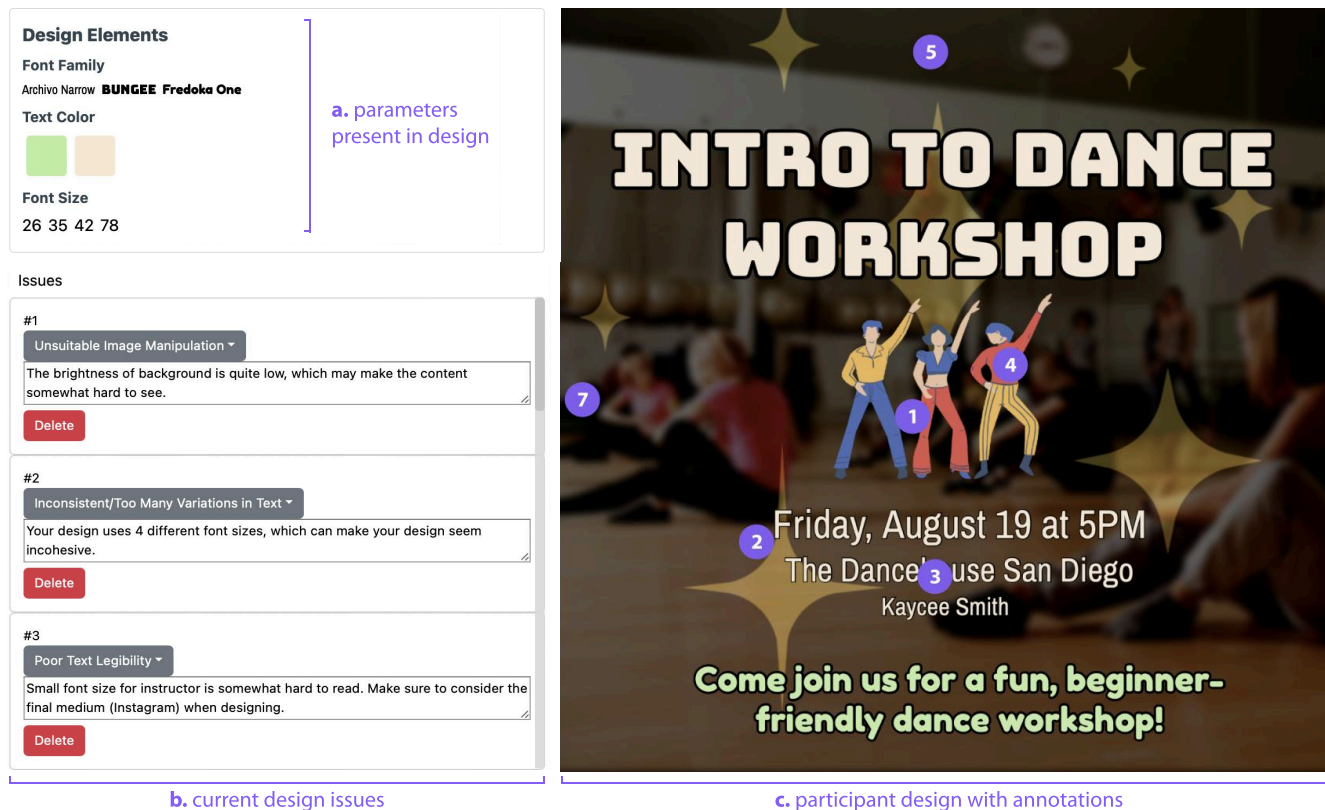 Design Elements
Font Family
Archivo Narrow BUNGEE Fredoka One
Text Color
Font Size
26 35 42 78
a. parameters
present in design
Issues
#1
Unsuitable Image Manipulation
The brightness of background is quite low, which may make the content
somewhat hard to see.
Delete
#2
Inconsistent/Too Many Variations in Text
Your design uses 4 different font sizes, which can make your design seem
incohesive.
Delete
#3
Poor Text Legibility
Small font size for instructor is somewhat hard to read. Make sure to consider the
final medium (Instagram) when designing.
Delete
b. current design issues
5
INTRO TO DANCE
WORKSHOP
4
7
1
Friday, August 19 at 5PM
2
The Dance use San Diego
3
Kaycee Smith
Come join us for a fun, beginner-
friendly dance workshop!
c. participant design with annotations